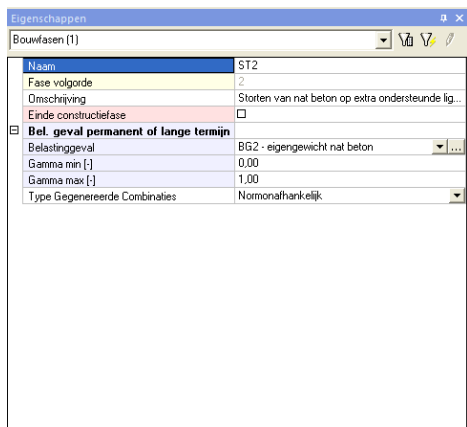 Eigenschappen
Bouwfasen (1)
Naam ST2
Fase volgorde 2
Omschrijving Storten van nat beton op extra ondersteunde lig...
Einde constructiefase
Bel. geval permanent of lange termijn
Belastinggeval BG2 - eigengewicht nat beton ...
Gamma min [-] 0,00
Gamma max [-] 1,00
Type Gegenereerde Combinaties Normonafhankelijk